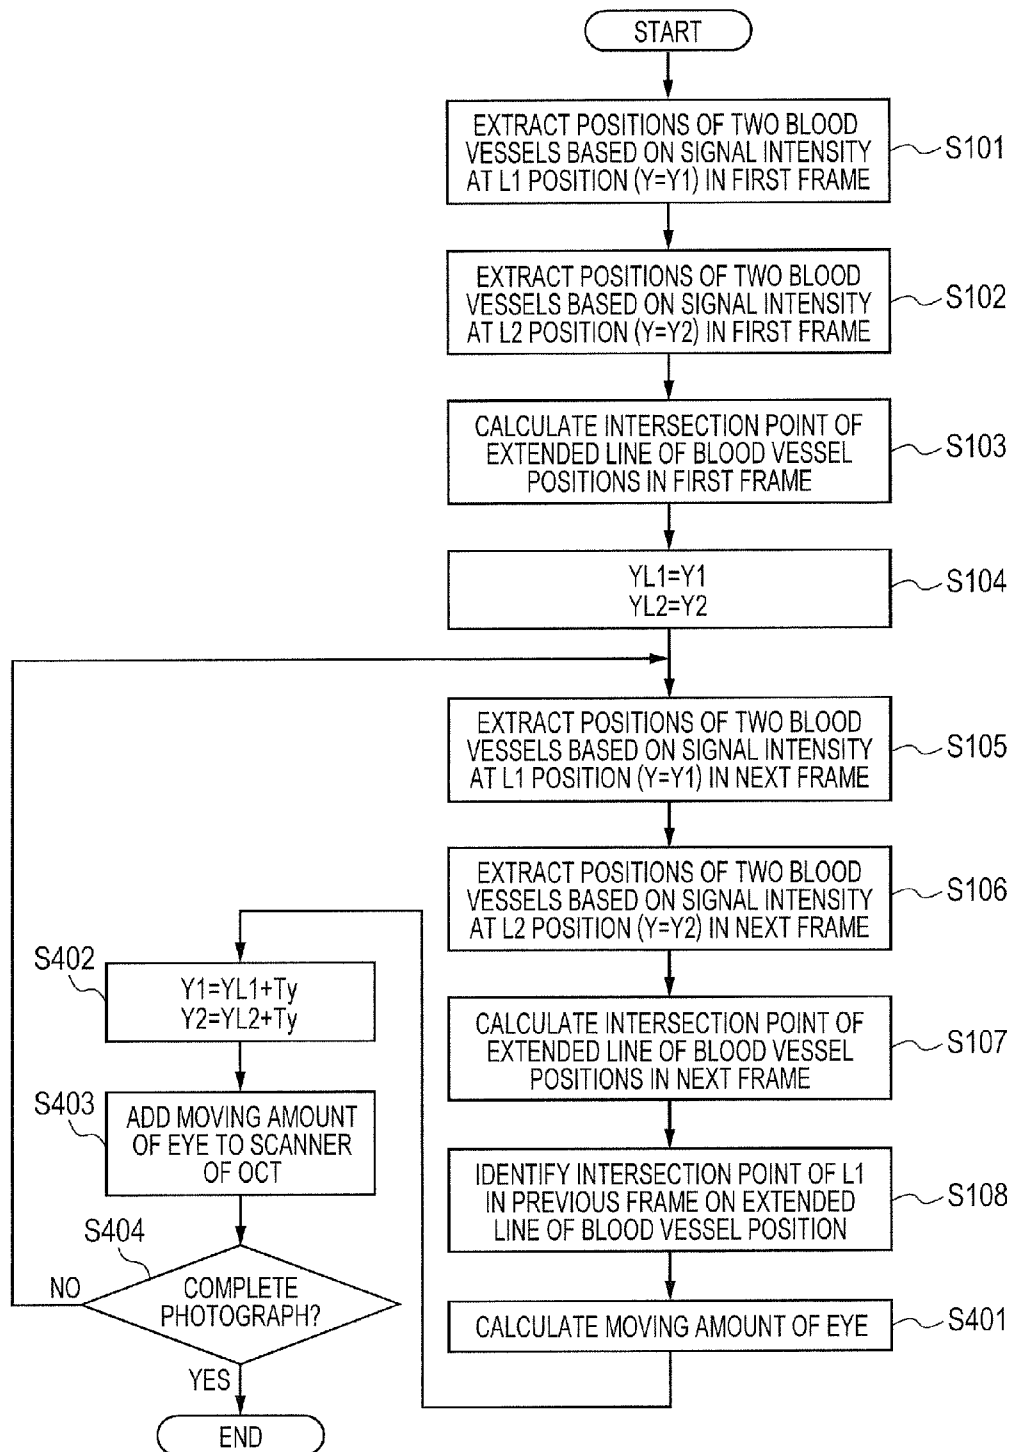 START
EXTRACT POSITIONS OF TWO BLOOD
VESSELS BASED ON SIGNAL INTENSITY
AT L1 POSITION (Y=Y1) IN FIRST FRAME
S101
EXTRACT POSITIONS OF TWO BLOOD
VESSELS BASED ON SIGNAL INTENSITY
AT L2 POSITION (Y=Y2) IN FIRST FRAME
S102
CALCULATE INTERSECTION POINT OF
EXTENDED LINE OF BLOOD VESSEL
POSITIONS IN FIRST FRAME
S103
YL1=Y1
YL2=Y2
S104
EXTRACT POSITIONS OF TWO BLOOD
VESSELS BASED ON SIGNAL INTENSITY
AT L1 POSITION (Y=Y1) IN NEXT FRAME
S105
EXTRACT POSITIONS OF TWO BLOOD
VESSELS BASED ON SIGNAL INTENSITY
AT L2 POSITION (Y=Y2) IN NEXT FRAME
S106
CALCULATE INTERSECTION POINT OF
EXTENDED LINE OF BLOOD VESSEL
POSITIONS IN NEXT FRAME
S107
IDENTIFY INTERSECTION POINT OF L1
IN PREVIOUS FRAME ON EXTENDED
LINE OF BLOOD VESSEL POSITION
S108
CALCULATE MOVING AMOUNT OF EYE
S401
S402
Y1=YL1+Ty
Y2=YL2+Ty
S403
ADD MOVING AMOUNT
OF EYE TO SCANNER
OF OCT
S404
COMPLETE
PHOTOGRAPH?
NO
YES
END